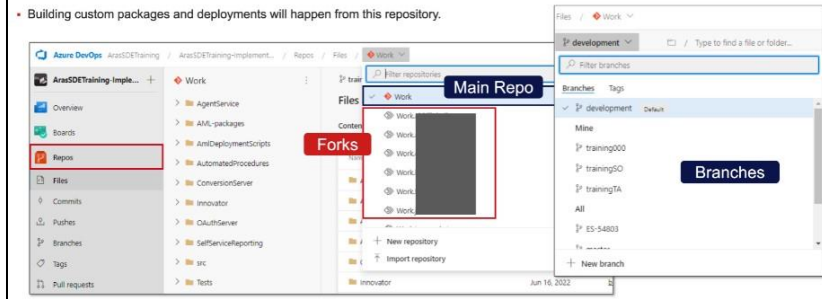 • Building custom packages and deployments will happen from this repository.
Azure DevOps ArasSDETraining / ArasSDETraining-Implement... / Repos / Files / Work
ArasSDETraining-Imple... +
Overview
Boards
Repos
Files
Commits
Pushes
Branches
Tags
Pull requests
Work
AgentService
AML-packages
AmlDeploymentScripts
AutomatedProcedures
ConversionServer
Innovator
OAuthServer
SelfServiceReporting
src
Tests
Files
Forks
Filter repositories
Main Repo
Work
Work.
Work.
Work.
Work.
Work.
Work.
+ New repository
Import repository
Innovator
Jun 16, 2022
Files / Work
development
/ Type to find a file or folder...
Filter branches
Branches Tags
development Default
Mine
training000
trainingSO
trainingTA
Branches
All
ES-54803
master
+ New branch